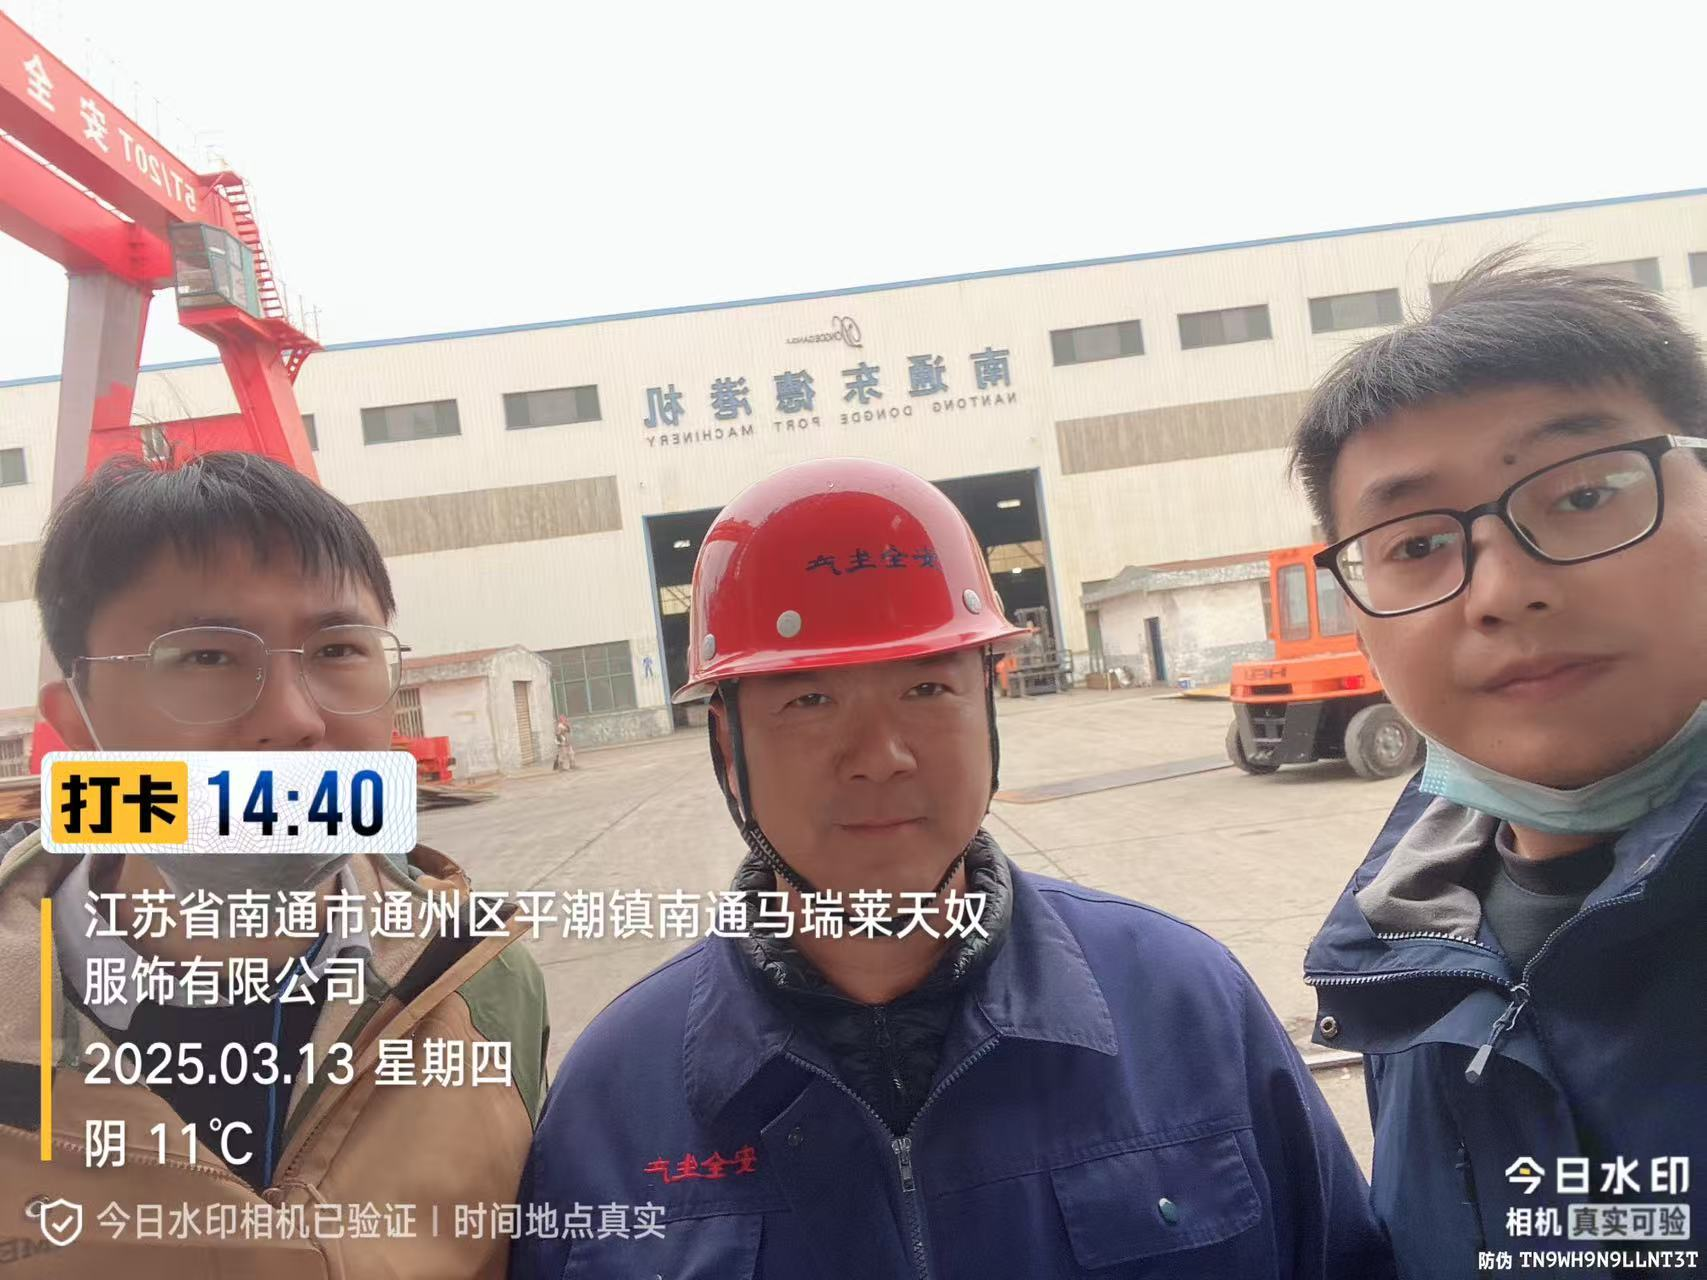 全安 5T/20T
DONGDEGANGJI
南通东德港机
NANTONG DONGDE PORT MACHINERY
安全生产
HELI
打卡 14:40
江苏省南通市通州区平潮镇南通马瑞莱天奴
服饰有限公司
2025.03.13 星期四
阴 11℃
安全生产
今日水印相机已验证 | 时间地点真实
今日水印
相机 真实可验
防伪 TN9WH9N9LLNT3T